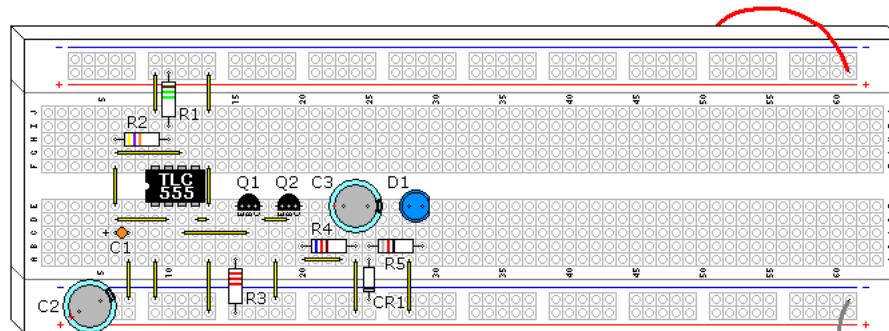 - -
+ +
5 15 20 25 30 35 40 45 50 55 60
J
I
H
G
F
R1
R2
TLC
555
Q1 Q2 C3 D1
E B C E B C
E
D
C
B
A
+
C1
R4
R5
5 10 15 20 25 30 35 40 45 50 55 60
- -
C2
R3
CR1
+ +